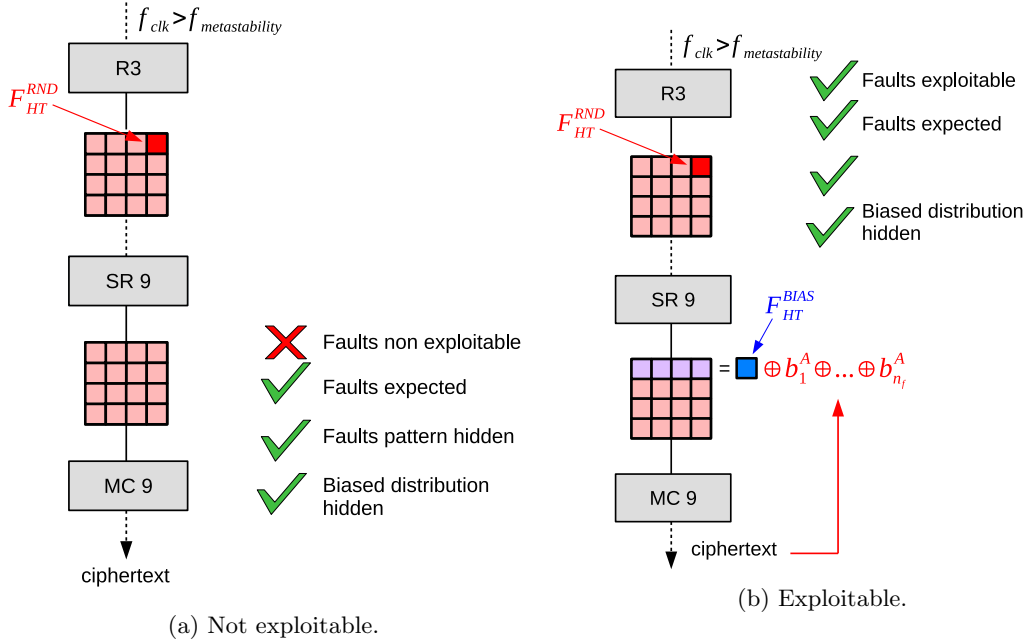 f_clk > f_metastability
R3
F_HT^RND
SR 9
Faults non exploitable
Faults expected
Faults pattern hidden
Biased distribution
hidden
MC 9
ciphertext
(a) Not exploitable.
f_clk > f_metastability
R3
F_HT^RND
Faults exploitable
Faults expected
Biased distribution
hidden
SR 9
F_HT^BIAS
= ⊕ b_1^A ⊕ ... ⊕ b_{n_f}^A
MC 9
ciphertext
(b) Exploitable.